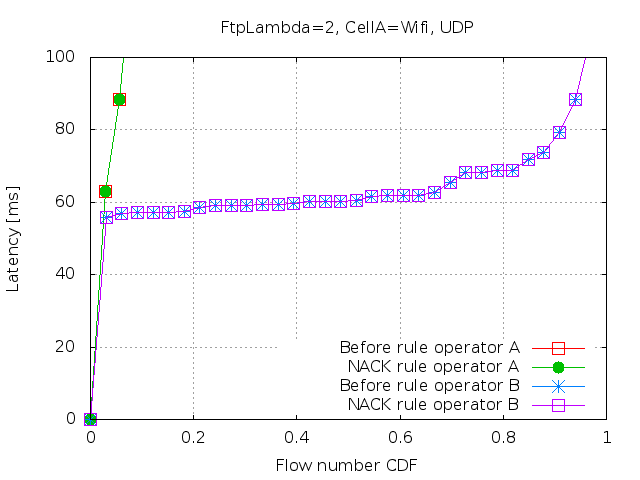 FtpLambda=2, CellA=Wifi, UDP
100
80
60
40
20
0
Latency [ms]
Before rule operator A
NACK rule operator A
Before rule operator B
NACK rule operator B
0
0.2
0.4
0.6
0.8
1
Flow number CDF